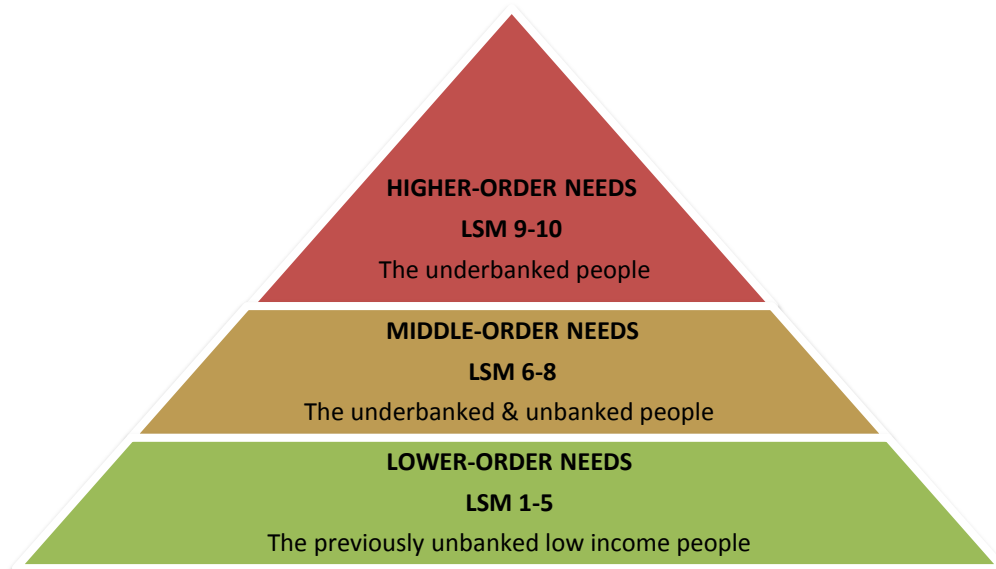 HIGHER-ORDER NEEDS
LSM 9-10
The underbanked people
MIDDLE-ORDER NEEDS
LSM 6-8
The underbanked & unbanked people
LOWER-ORDER NEEDS
LSM 1-5
The previously unbanked low income people